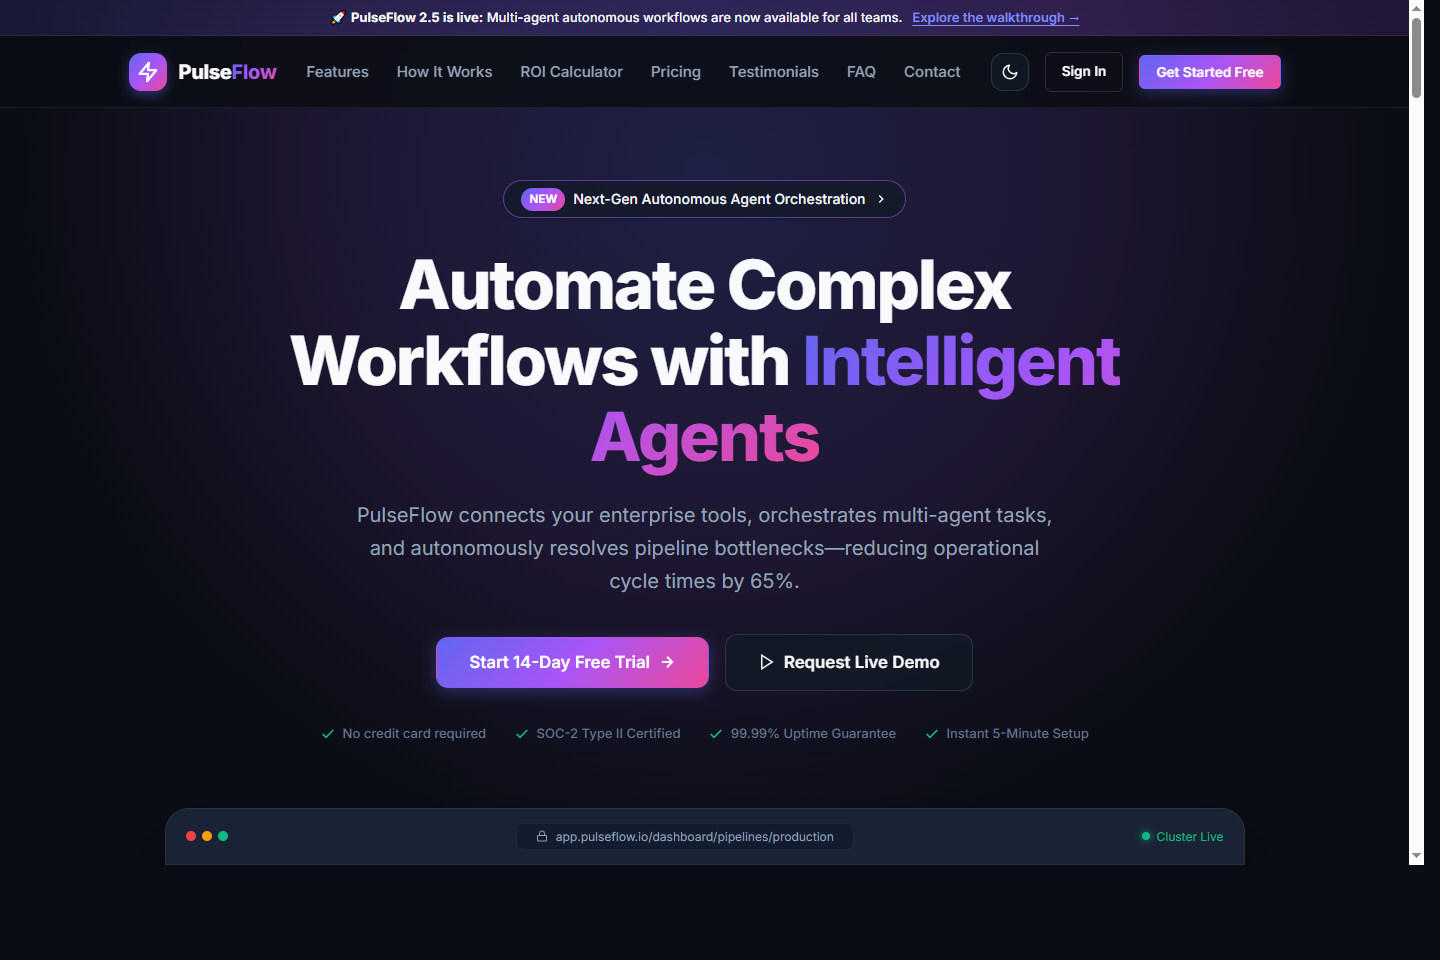 🚀 PulseFlow 2.5 is live: Multi-agent autonomous workflows are now available for all teams. Explore the walkthrough →
PulseFlow Features How It Works ROI Calculator Pricing Testimonials FAQ Contact Sign In Get Started Free
NEW Next-Gen Autonomous Agent Orchestration
Automate Complex
Workflows with Intelligent
Agents
PulseFlow connects your enterprise tools, orchestrates multi-agent tasks,
and autonomously resolves pipeline bottlenecks—reducing operational
cycle times by 65%.
Start 14-Day Free Trial → Request Live Demo
No credit card required SOC-2 Type II Certified 99.99% Uptime Guarantee Instant 5-Minute Setup
app.pulseflow.io/dashboard/pipelines/production Cluster Live